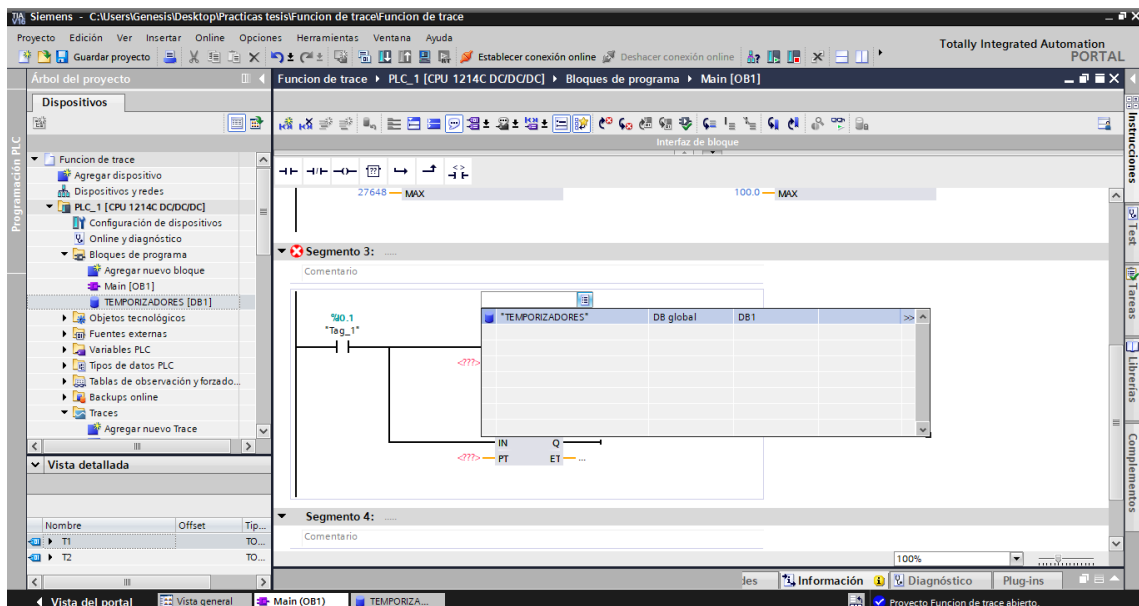 Siemens - C:\Users\Genesis\Desktop\Practicas tesis\Funcion de trace\Funcion de trace
Proyecto Edición Ver Insertar Online Opciones Herramientas Ventana Ayuda
Guardar proyecto Establecer conexión online Deshacer conexión online
Totally Integrated Automation
PORTAL
Árbol del proyecto
Funcion de trace PLC_1 [CPU 1214C DC/DC/DC] Bloques de programa Main [OB1]
Dispositivos
Interfaz de bloque
Programación PLC
Funcion de trace
Agregar dispositivo
Dispositivos y redes
PLC_1 [CPU 1214C DC/DC/DC]
Configuración de dispositivos
Online y diagnóstico
Bloques de programa
Agregar nuevo bloque
Main [OB1]
TEMPORIZADORES [DB1]
Objetos tecnológicos
Fuentes externas
Variables PLC
Tipos de datos PLC
Tablas de observación y forzado...
Backups online
Traces
Agregar nuevo Trace
Vista detallada
Nombre Offset Tip...
T1 TO...
T2 TO...
27648 MAX 100.0 MAX
Segmento 3: .....
Comentario
%I0.1
"Tag_1"
"TEMPORIZADORES" DB global DB1 >>
<???>
IN Q
<???> PT ET ...
Segmento 4: .....
Comentario
100%
Instrucciones
Test
Tareas
Librerías
Complementos
des Información Diagnóstico Plug-ins
Vista del portal Vista general Main (OB1) TEMPORIZA...
Proyecto Funcion de trace abierto.